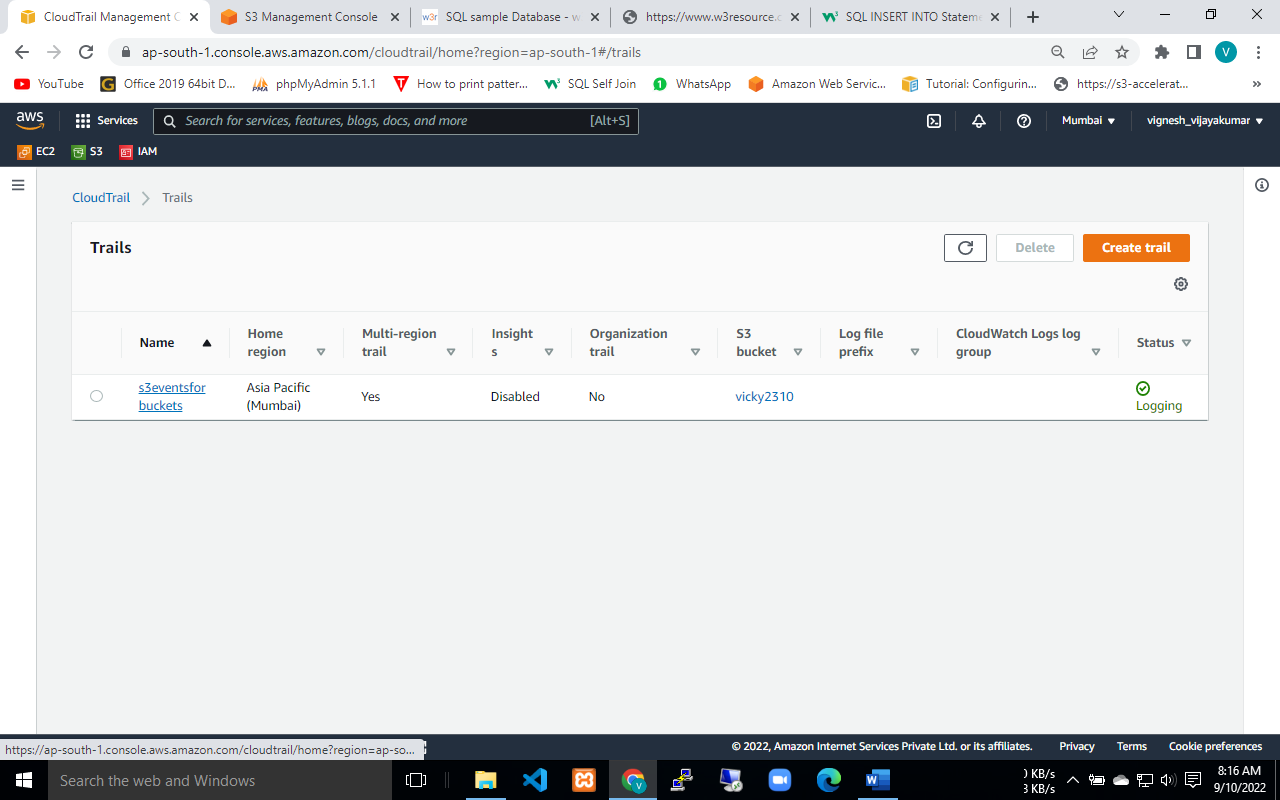 CloudTrail Management C
S3 Management Console
w3r SQL sample Database - w
https://www.w3resource.c
SQL INSERT INTO Stateme
ap-south-1.console.aws.amazon.com/cloudtrail/home?region=ap-south-1#/trails
V
YouTube
Office 2019 64bit D...
phpMyAdmin 5.1.1
How to print patter...
SQL Self Join
WhatsApp
Amazon Web Servic...
Tutorial: Configurin...
https://s3-accelerat...
»
aws
Services
Search for services, features, blogs, docs, and more [Alt+S]
Mumbai
vignesh_vijayakumar
EC2
S3
IAM
CloudTrail
Trails
Trails
Delete
Create trail
Name
Home
region
Multi-region
trail
Insight
s
Organization
trail
S3
bucket
Log file
prefix
CloudWatch Logs log
group
Status
s3eventsfor
buckets
Asia Pacific
(Mumbai)
Yes
Disabled
No
vicky2310
Logging
https://ap-south-1.console.aws.amazon.com/cloudtrail/home?region=ap-so...
© 2022, Amazon Internet Services Private Ltd. or its affiliates.
Privacy
Terms
Cookie preferences
Search the web and Windows
KB/s
KB/s
8:16 AM
9/10/2022